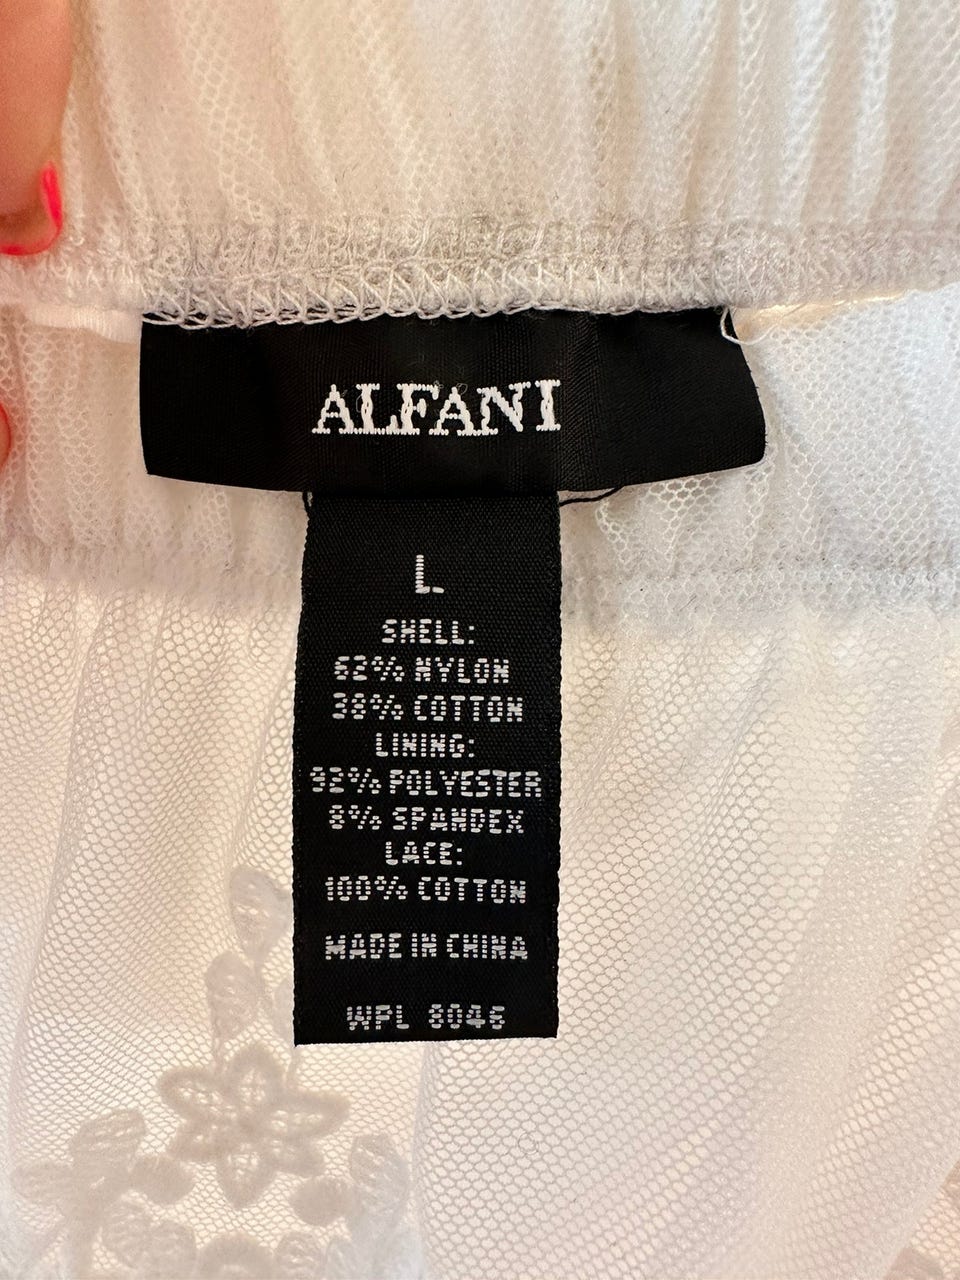 ALFANI
L
SHELL:
62% NYLON
38% COTTON
LINING:
92% POLYESTER
8% SPANDEX
LACE:
100% COTTON
MADE IN CHINA
WPL 8046